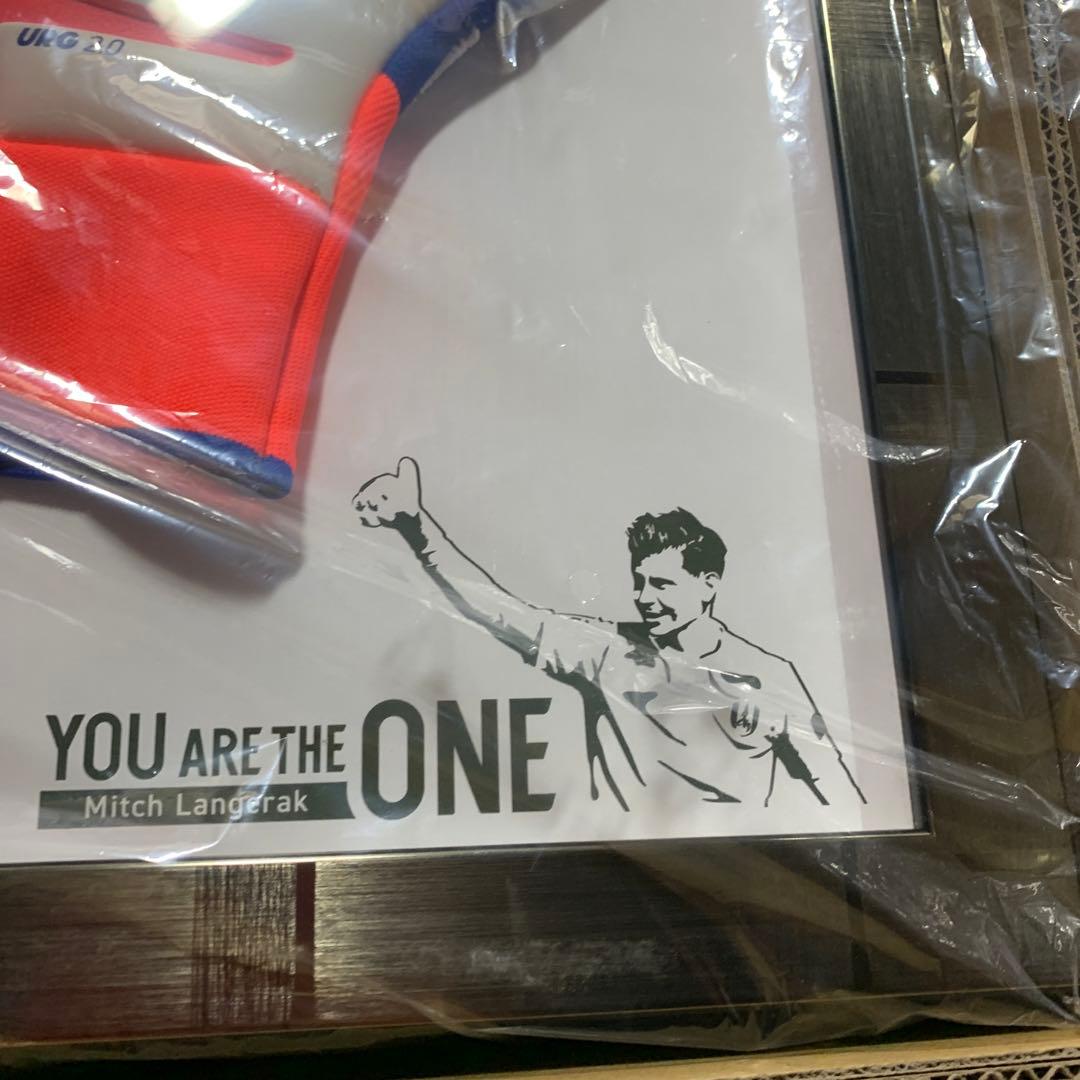 URG 2.0
YOU ARE THE ONE
Mitch Langerak